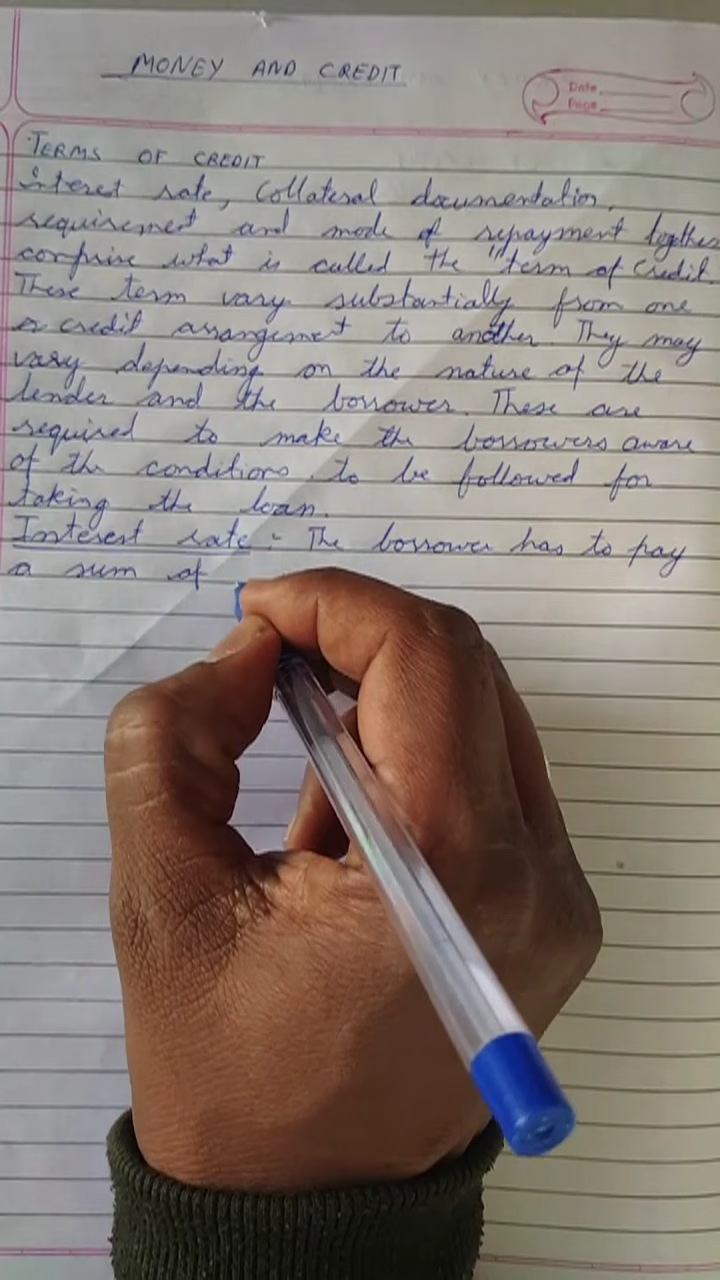 MONEY AND CREDIT
Date
Page
TERMS OF CREDIT
Interest rate, Collateral documentation,
requirement and mode of repayment together
comprise what is called the "term of Credit.
These term vary substantially from one
credit arrangement to another. They may
vary depending on the nature of the
lender and the borrower. These are
required to make the borrowers aware
of the conditions. to be followed for
taking the loan.
Interest rate :- The borrower has to pay
a sum of